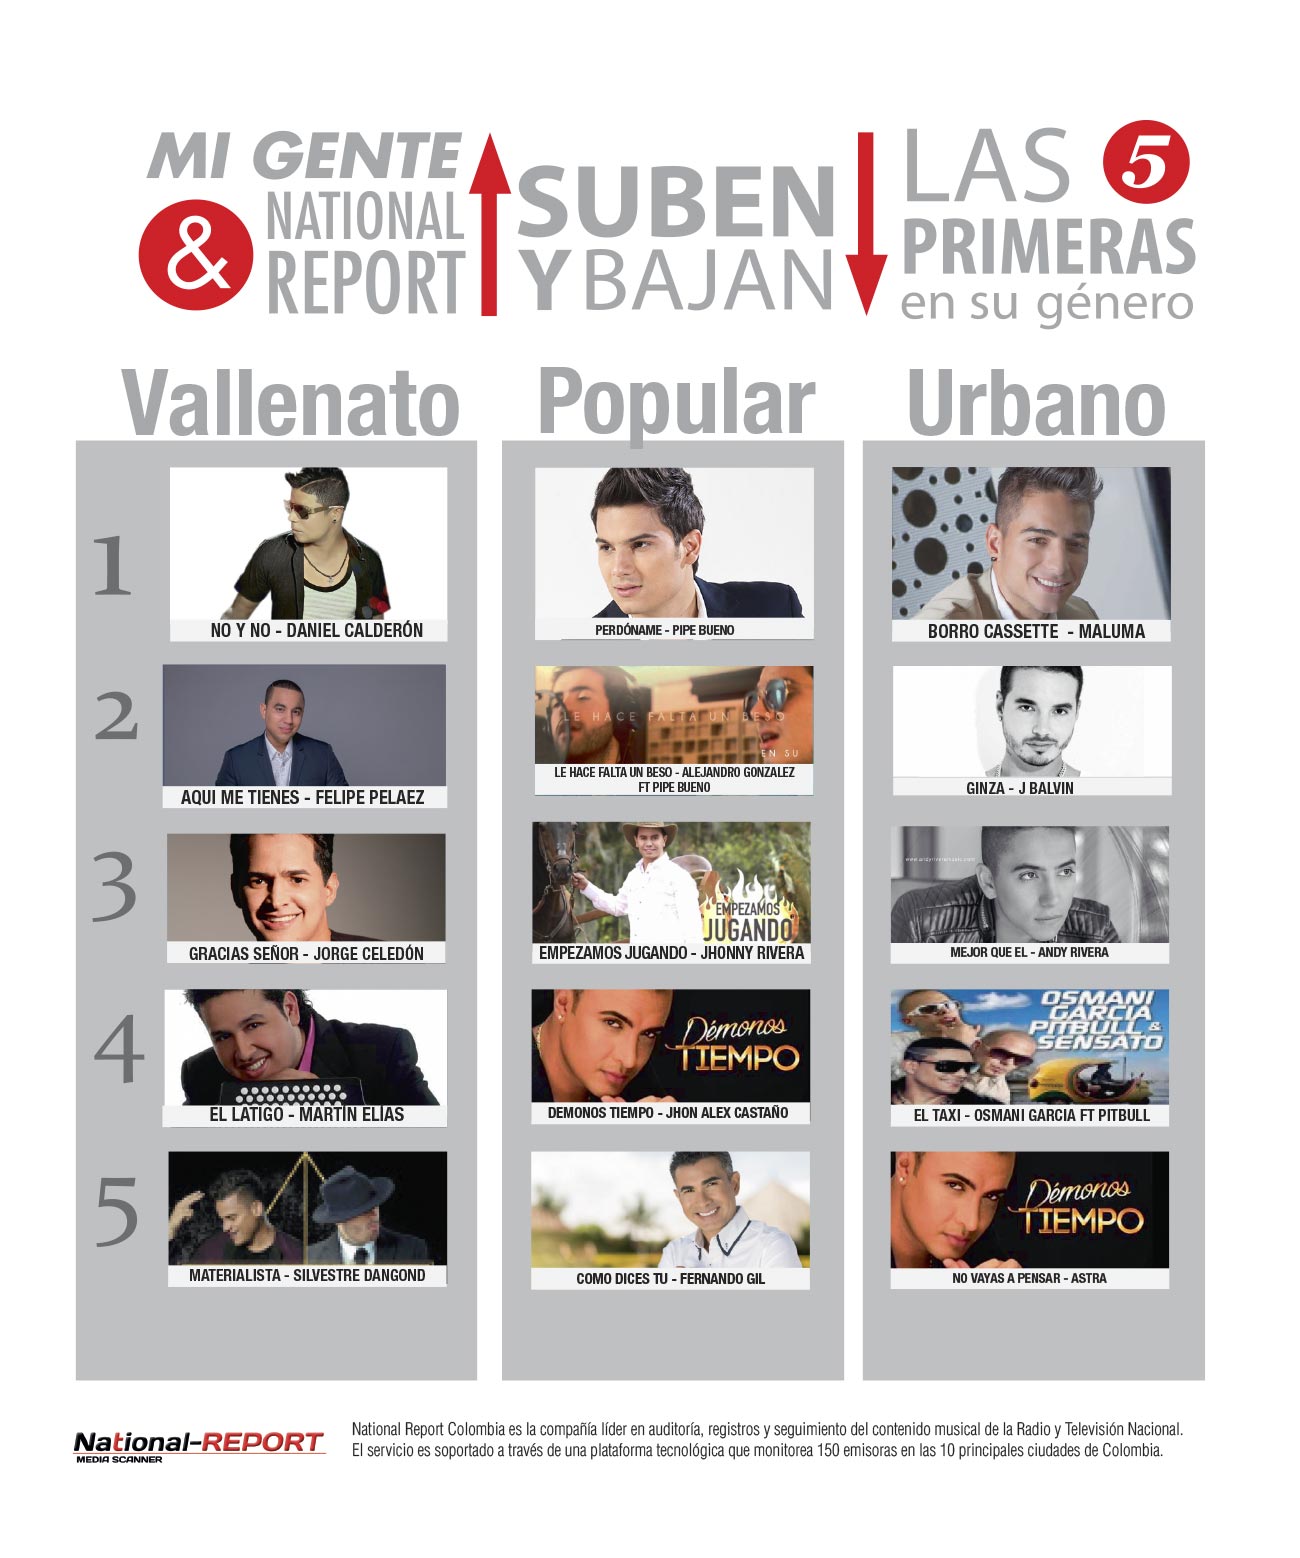 MI GENTE
& NATIONAL
REPORT
SUBEN
Y BAJAN
LAS 5
PRIMERAS
en su género
Vallenato
1
NO Y NO - DANIEL CALDERÓN
2
AQUI ME TIENES - FELIPE PELAEZ
3
GRACIAS SEÑOR - JORGE CELEDÓN
4
EL LATIGO - MARTÍN ELÍAS
5
MATERIALISTA - SILVESTRE DANGOND
Popular
PERDÓNAME - PIPE BUENO
LE HACE FALTA UN BESO
EN SU
LE HACE FALTA UN BESO - ALEJANDRO GONZALEZ
FT PIPE BUENO
EMPEZAMOS
JUGANDO
EMPEZAMOS JUGANDO - JHONNY RIVERA
Démonos
TIEMPO
DEMONOS TIEMPO - JHON ALEX CASTAÑO
COMO DICES TU - FERNANDO GIL
Urbano
BORRO CASSETTE - MALUMA
GINZA - J BALVIN
www.andyriveramusic.com
MEJOR QUE EL - ANDY RIVERA
OSMANI
GARCIA
PITBULL &
SENSATO
EL TAXI - OSMANI GARCIA FT PITBULL
Démonos
TIEMPO
NO VAYAS A PENSAR - ASTRA
National-REPORT
MEDIA SCANNER
National Report Colombia es la compañía líder en auditoría, registros y seguimiento del contenido musical de la Radio y Televisión Nacional.
El servicio es soportado a través de una plataforma tecnológica que monitorea 150 emisoras en las 10 principales ciudades de Colombia.